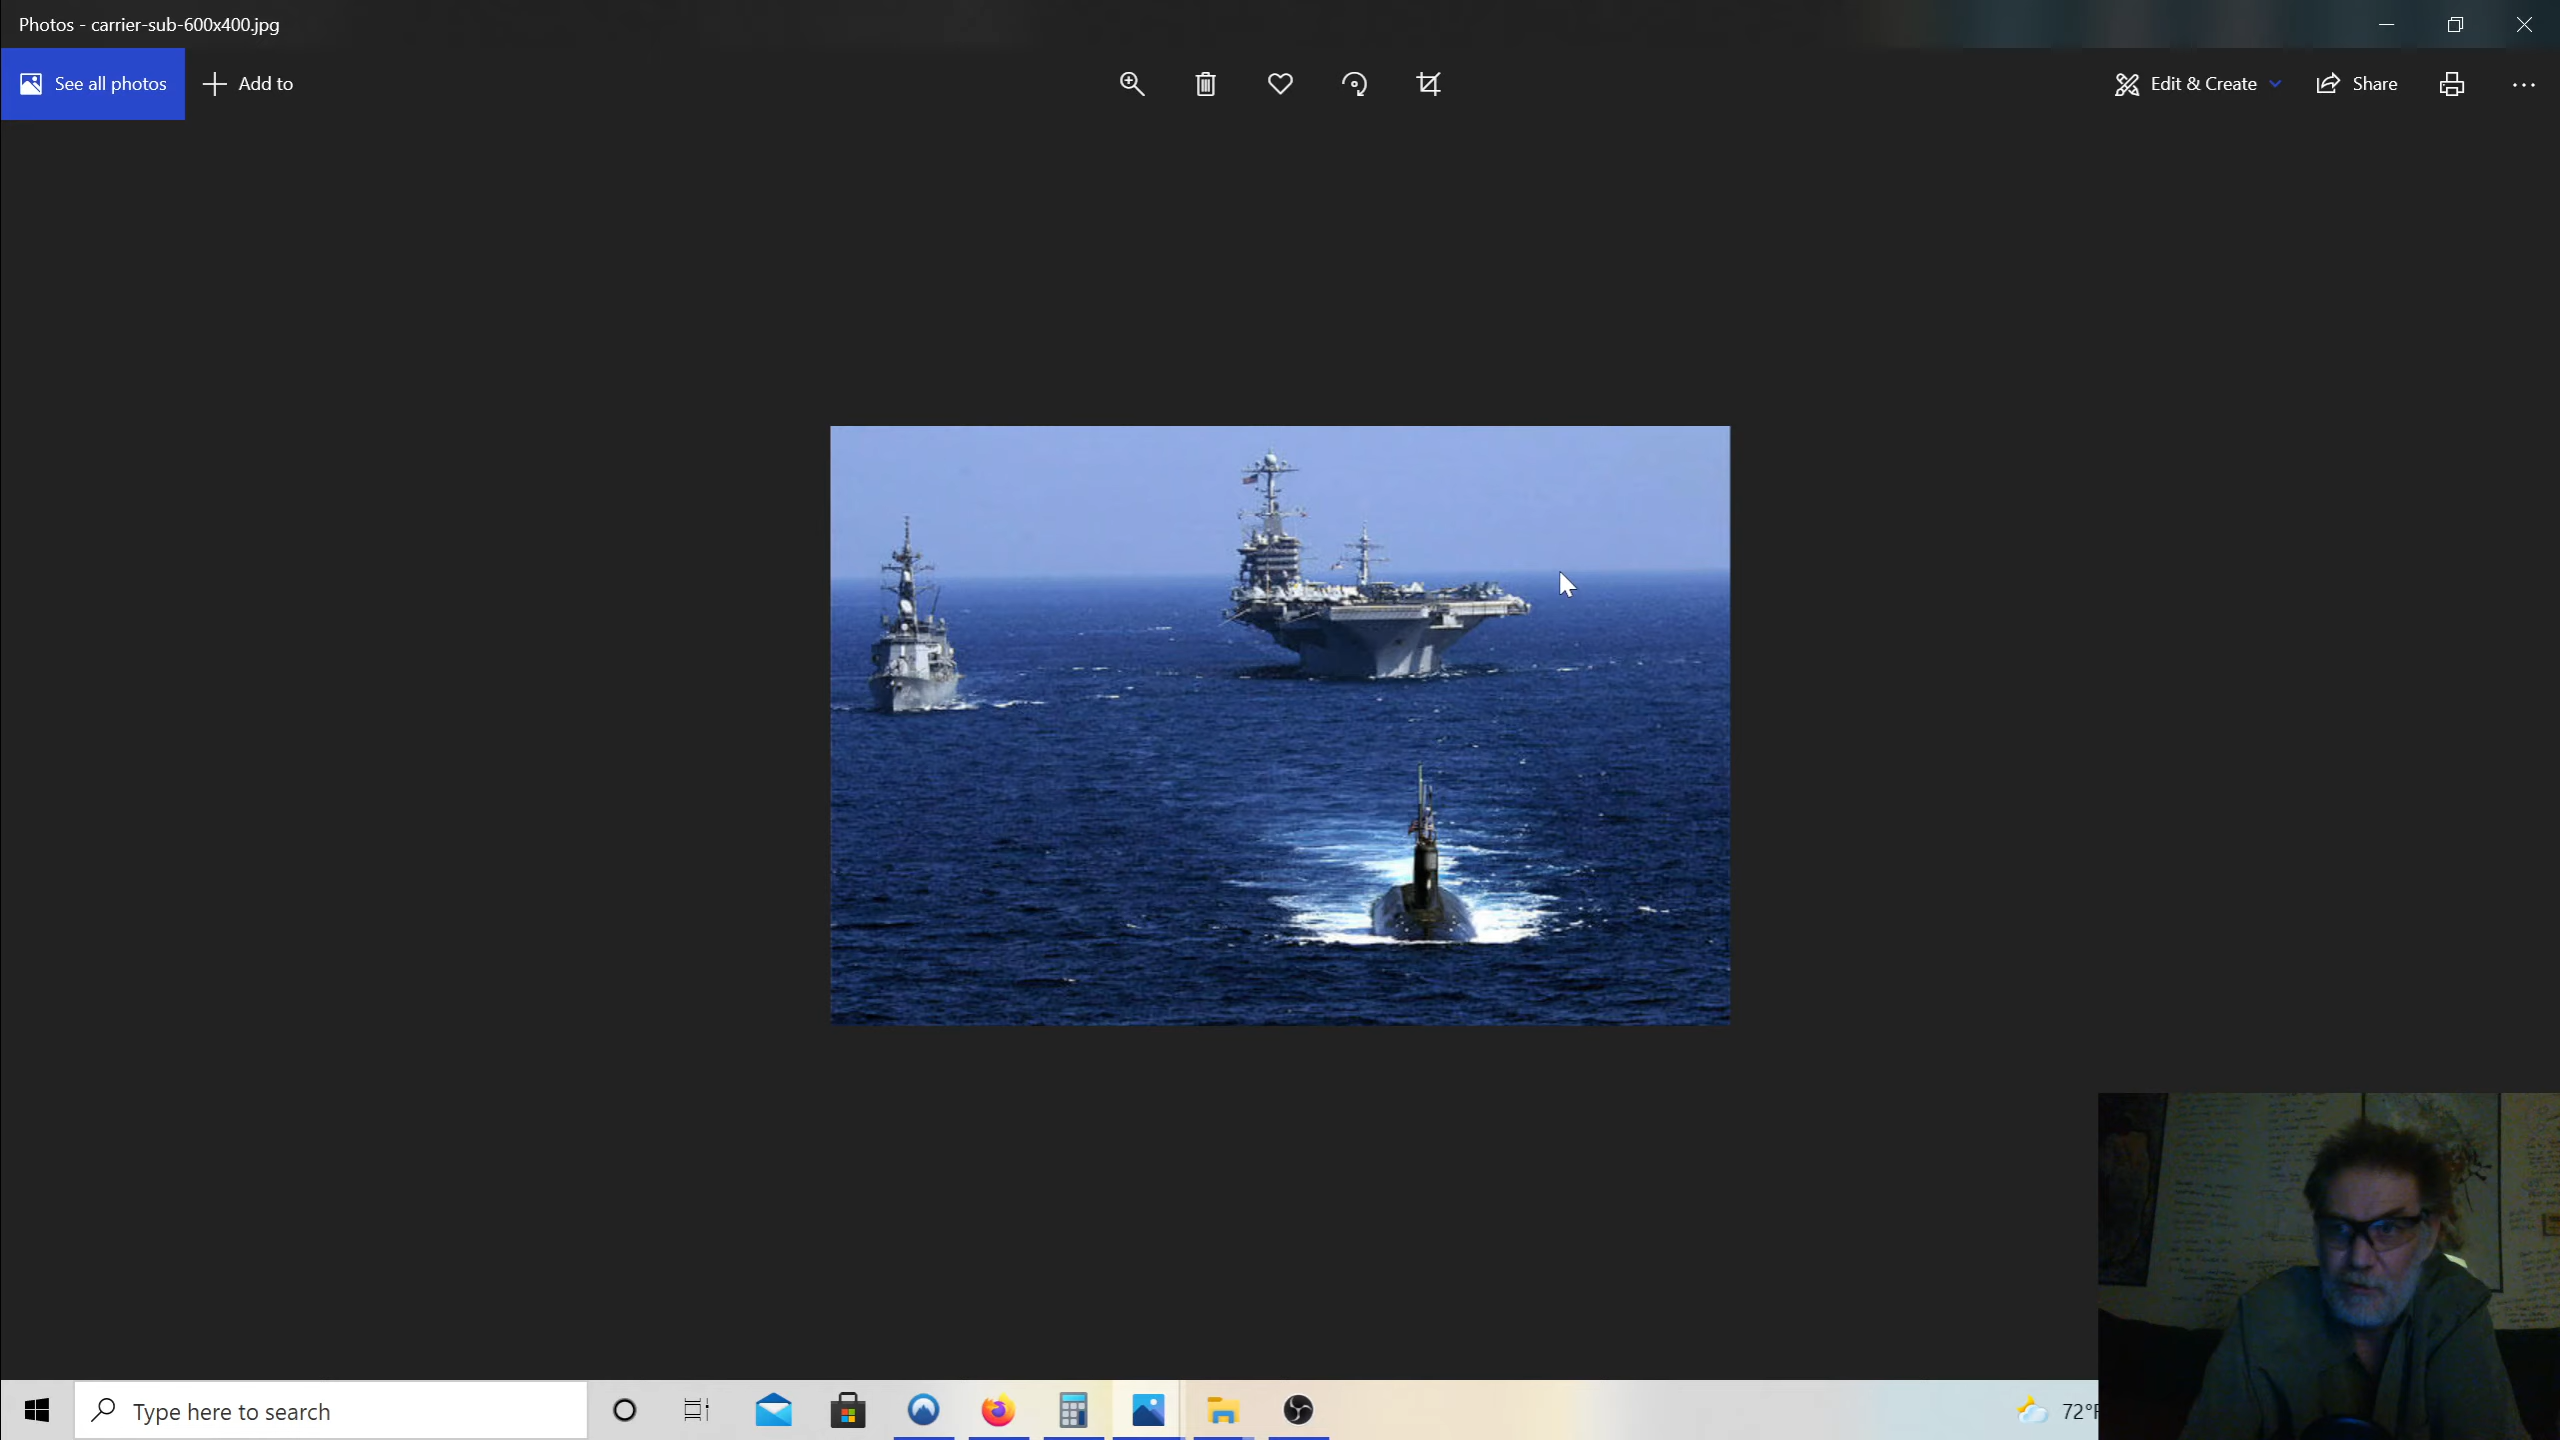 Photos - carrier-sub-600x400.jpg
See all photos
Add to
Edit & Create
Share
Type here to search
72°F